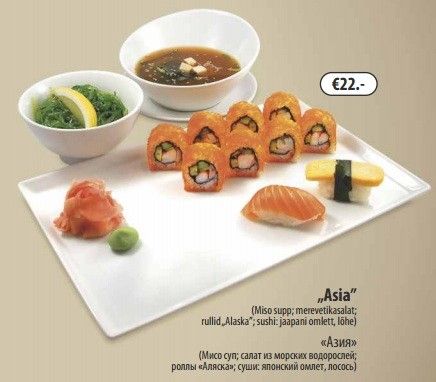 €22.-
„Asia”
(Miso supp; merevetikasalat;
rullid „Alaska”; sushi: jaapani omlett, lõhe)
«Азия»
(Мисо суп; салат из морских водорослей;
роллы «Аляска»; суши: японский омлет, лосось)